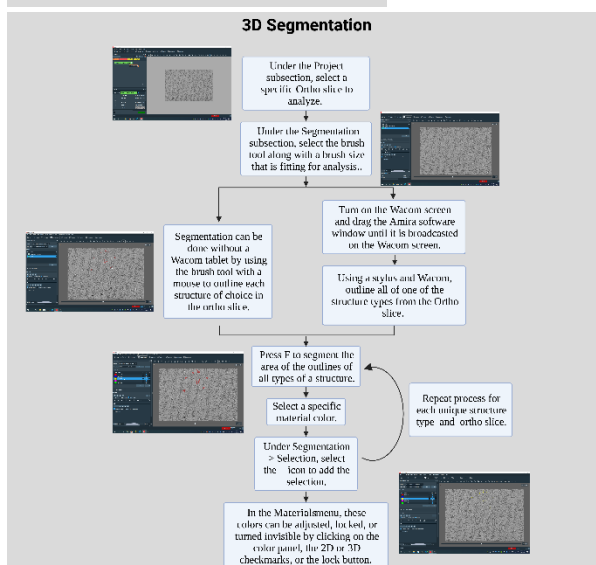 3D Segmentation
Under the Project
subsection, select a
specific Ortho slice to
analyze.
Under the Segmentation
subsection, select the brush
tool along with a brush size
that is fitting for analysis..
Segmentation can be
done without a
Wacom tablet by using
the brush tool with a
mouse to outline each
structure of choice in
the ortho slice.
Turn on the Wacom screen
and drag the Amira software
window until it is broadcasted
on the Wacom screen.
Using a stylus and Wacom,
outline all of one of the
structure types from the Ortho
slice.
Press F to segment the
area of the outlines of
all types of a structure.
Select a specific
material color.
Repeat process for
each unique structure
type and ortho slice.
Under Segmentation
> Selection, select
the icon to add the
selection.
In the Materialsmenu, these
colors can be adjusted, locked, or
turned invisible by clicking on the
color panel, the 2D or 3D
checkmarks, or the lock button.